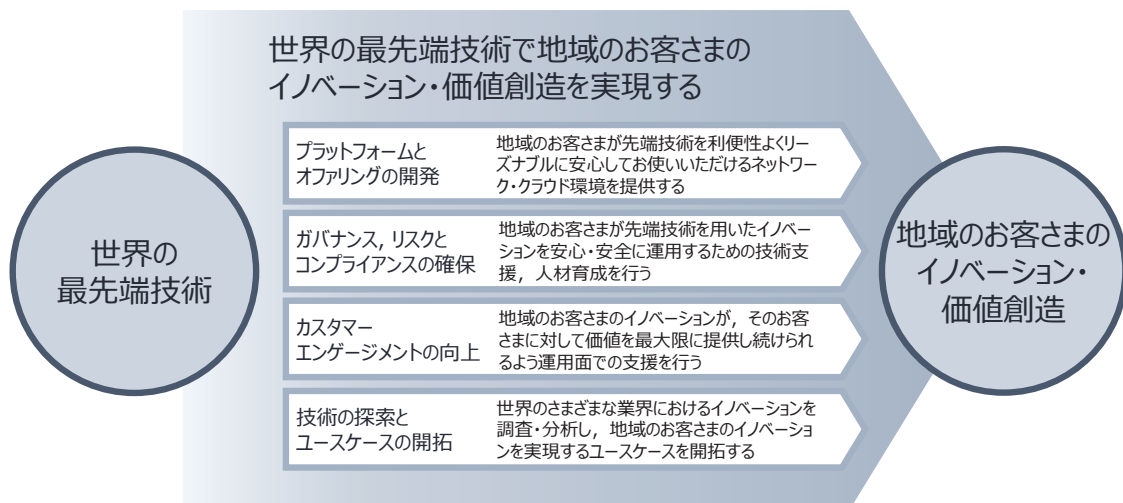 世界の最先端技術で地域のお客さまの
イノベーション・価値創造を実現する
世界の
最先端技術
プラットフォームと
オファリングの開発
地域のお客さまが先端技術を利便性よくリー
ズナブルに安心してお使いいただけるネットワー
ク・クラウド環境を提供する
ガバナンス, リスクと
コンプライアンスの確保
地域のお客さまが先端技術を用いたイノベー
ションを安心・安全に運用するための技術支
援, 人材育成を行う
カスタマー
エンゲージメントの向上
地域のお客さまのイノベーションが, そのお客
さまに対して価値を最大限に提供し続けられ
るよう運用面での支援を行う
技術の探索と
ユースケースの開拓
世界のさまざまな業界におけるイノベーションを
調査・分析し, 地域のお客さまのイノベーショ
ンを実現するユースケースを開拓する
地域のお客さまの
イノベーション・
価値創造